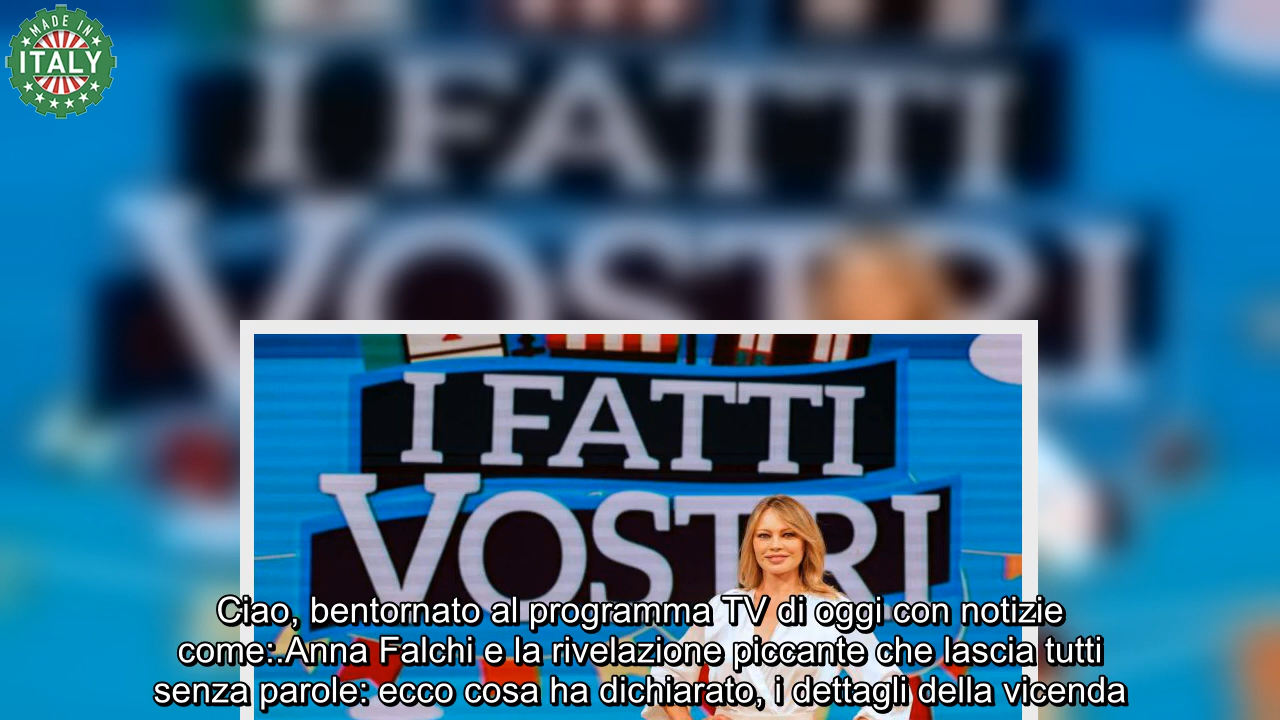 MADE IN
ITALY
I FATTI
VOSTRI
I FATTI
VOSTRI
Ciao, bentornato al programma TV di oggi con notizie
come:.Anna Falchi e la rivelazione piccante che lascia tutti
senza parole: ecco cosa ha dichiarato, i dettagli della vicenda